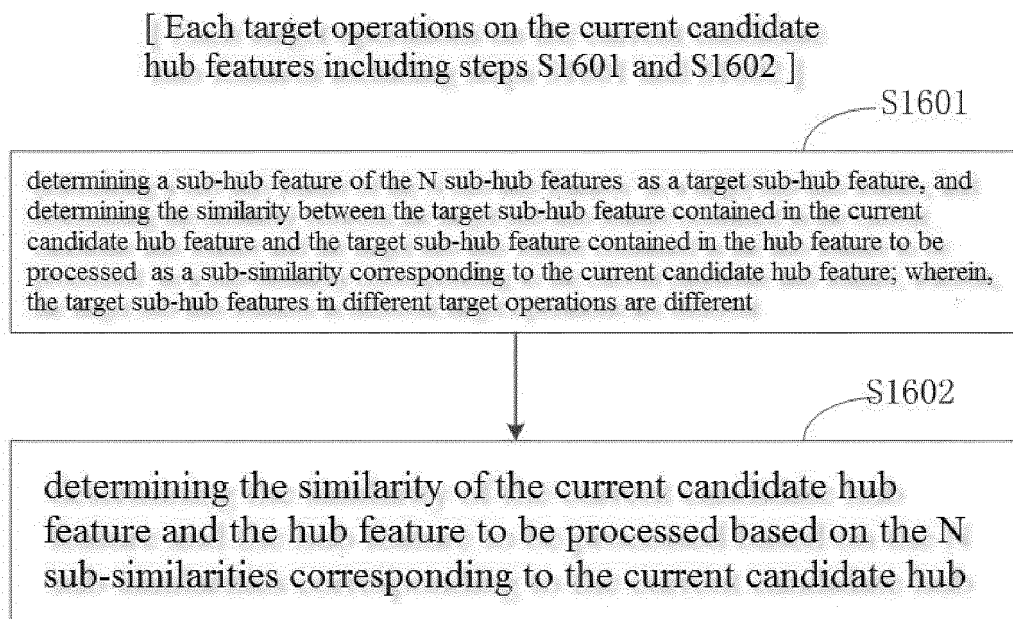 [ Each target operations on the current candidate
hub features including steps S1601 and S1602 ]
S1601
determining a sub-hub feature of the N sub-hub features as a target sub-hub feature, and
determining the similarity between the target sub-hub feature contained in the current
candidate hub feature and the target sub-hub feature contained in the hub feature to be
processed as a sub-similarity corresponding to the current candidate hub feature; wherein,
the target sub-hub features in different target operations are different
S1602
determining the similarity of the current candidate hub
feature and the hub feature to be processed based on the N
sub-similarities corresponding to the current candidate hub